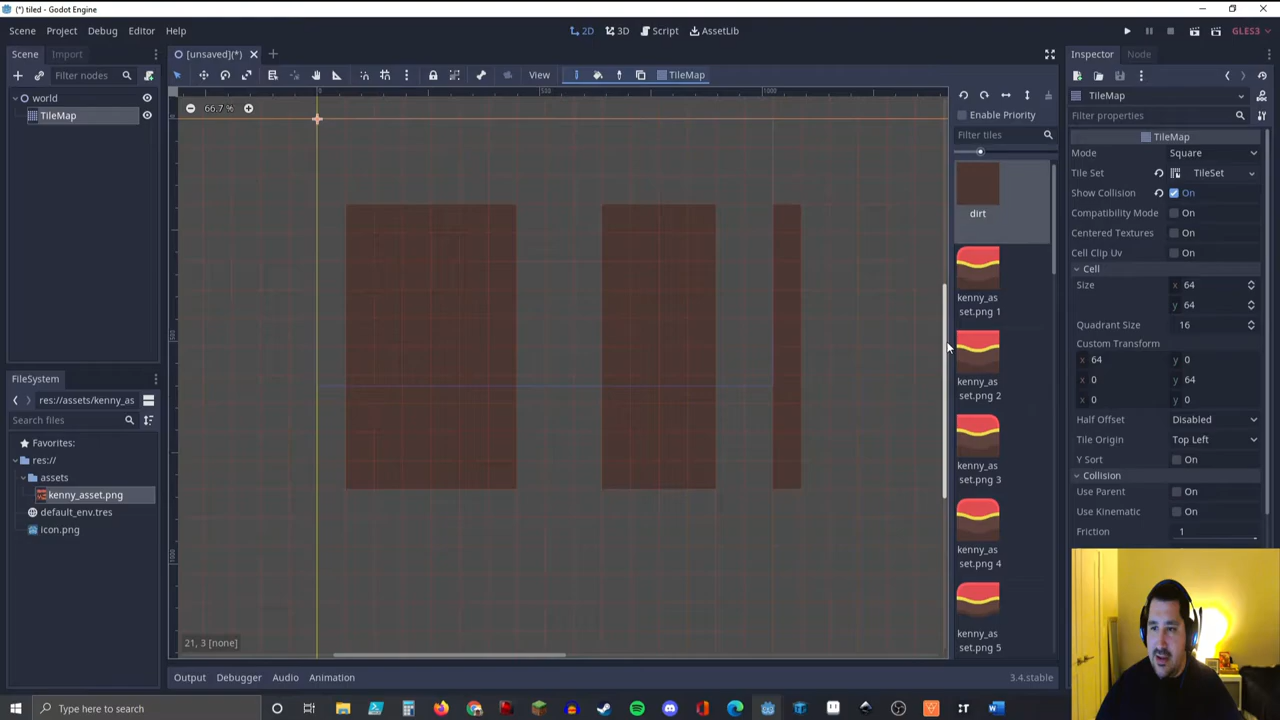 (*) tiled - Godot Engine
Scene Project Debug Editor Help
2D 3D Script AssetLib
GLES3
Scene Import
Filter nodes
world
TileMap
[unsaved](*)
View
TileMap
66.7 %
0 500 1000
21, 3 [none]
FileSystem
res://assets/kenny_as
Search files
Favorites:
res://
assets
kenny_asset.png
default_env.tres
icon.png
Enable Priority
Filter tiles
dirt
kenny_as
set.png 1
kenny_as
set.png 2
kenny_as
set.png 3
kenny_as
set.png 4
kenny_as
set.png 5
Inspector Node
TileMap
Filter properties
TileMap
Mode Square
Tile Set TileSet
Show Collision On
Compatibility Mode On
Centered Textures On
Cell Clip Uv On
Cell
Size x 64
y 64
Quadrant Size 16
Custom Transform
x 64 y 0
x 0 y 64
x 0 y 0
Half Offset Disabled
Tile Origin Top Left
Y Sort On
Collision
Use Parent On
Use Kinematic On
Friction 1
Output Debugger Audio Animation
3.4.stable
Type here to search